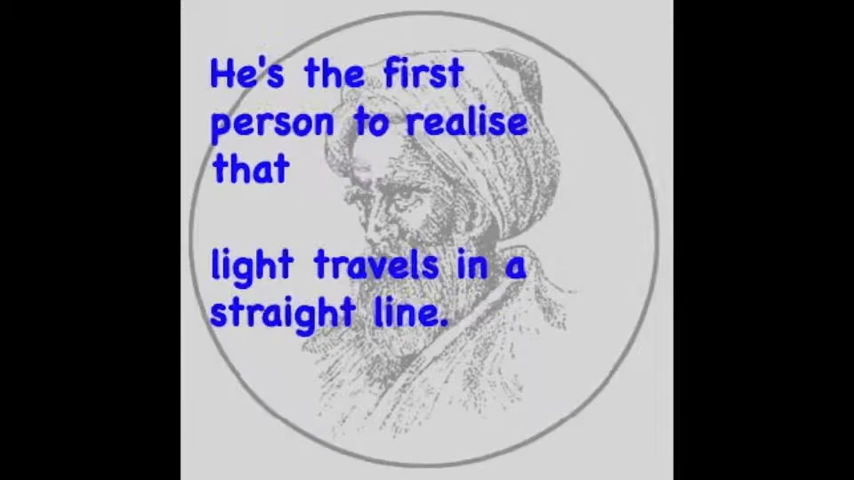 He's the first
person to realise
that
light travels in a
straight line.